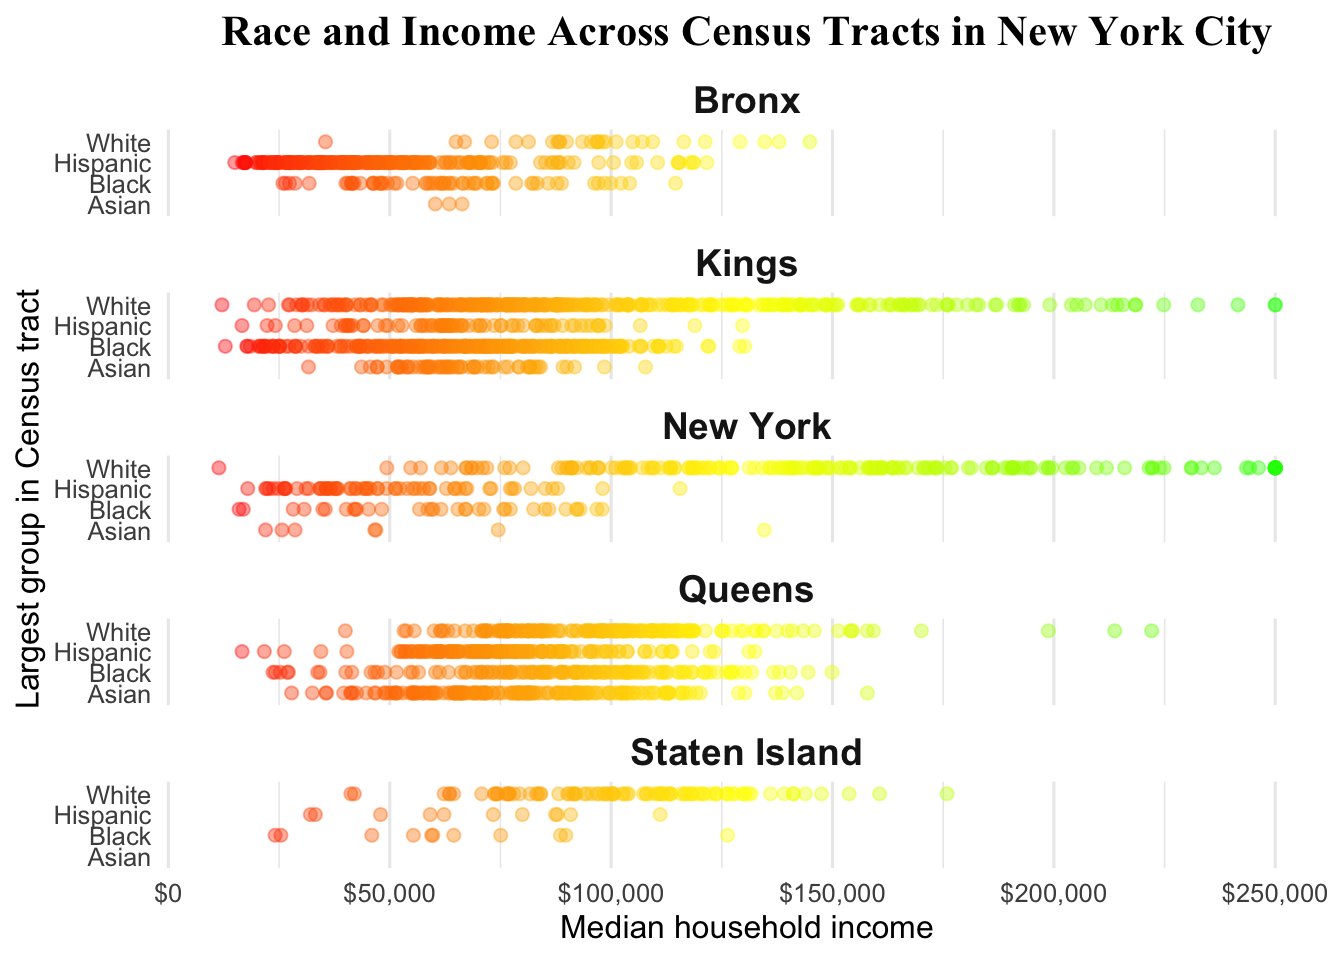 Race and Income Across Census Tracts in New York City
Bronx
White
Hispanic
Black
Asian
Kings
White
Hispanic
Black
Asian
New York
White
Hispanic
Black
Asian
Queens
White
Hispanic
Black
Asian
Staten Island
White
Hispanic
Black
Asian
Largest group in Census tract
$0 $50,000 $100,000 $150,000 $200,000 $250,000
Median household income